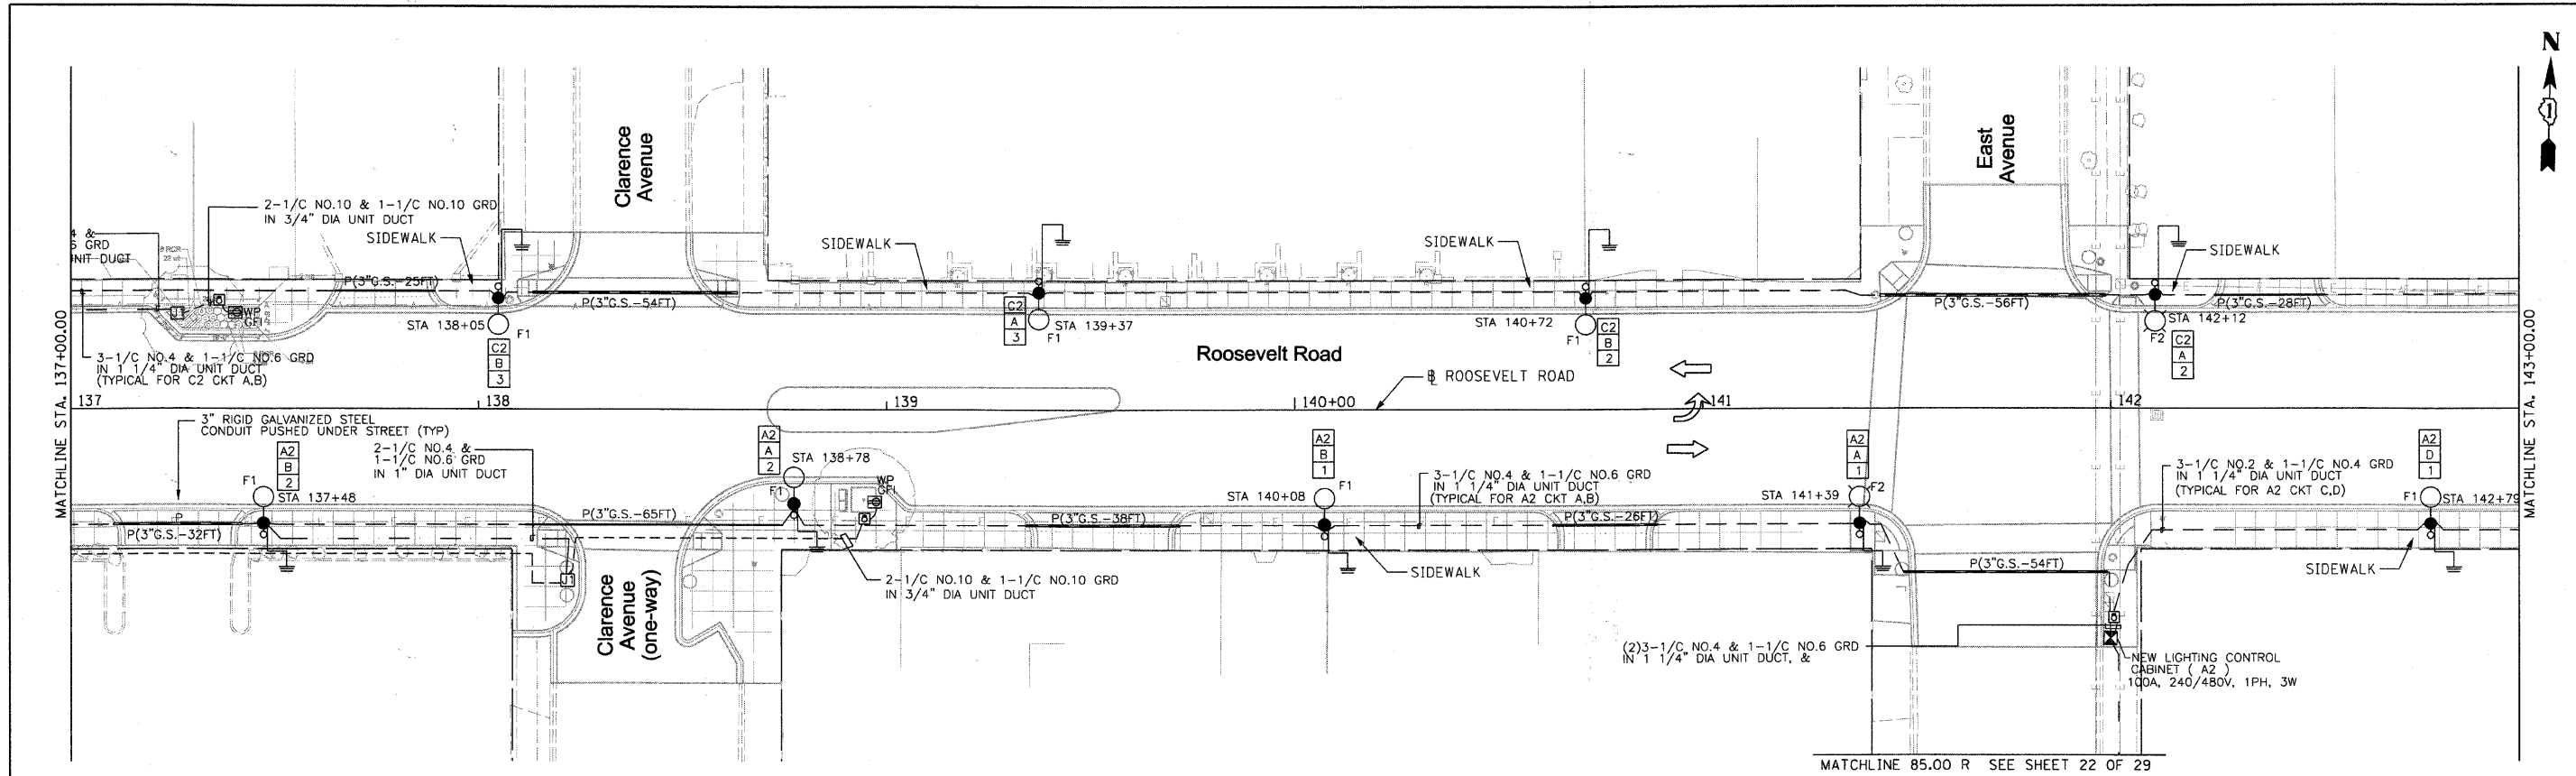 N
1
Clarence
Avenue
East
Avenue
2-1/C NO.10 & 1-1/C NO.10 GRD
IN 3/4" DIA UNIT DUCT
4 &
6 GRD
UNIT DUCT
SIDEWALK
SIDEWALK
SIDEWALK
SIDEWALK
P(3"G.S.-25FT)
P(3"G.S.-54FT)
P(3"G.S.-56FT)
P(3"G.S.-28FT)
J1
WP
GFI
STA 138+05
F1
C2
B
3
C2
A
3
F1
STA 139+37
STA 140+72
F1
C2
B
2
STA 142+12
F2
C2
A
2
3-1/C NO.4 & 1-1/C NO.6 GRD
IN 1 1/4" DIA UNIT DUCT
(TYPICAL FOR C2 CKT A,B)
Roosevelt Road
℄ ROOSEVELT ROAD
MATCHLINE STA. 137+00.00
MATCHLINE STA. 143+00.00
137
138
139
140+00
141
142
3" RIGID GALVANIZED STEEL
CONDUIT PUSHED UNDER STREET (TYP)
2-1/C NO.4 &
1-1/C NO.6 GRD
IN 1" DIA UNIT DUCT
A2
B
2
F1
STA 137+48
A2
A
2
STA 138+78
F1
WP
GFI
A2
B
1
STA 140+08
F1
3-1/C NO.4 & 1-1/C NO.6 GRD
IN 1 1/4" DIA UNIT DUCT
(TYPICAL FOR A2 CKT A,B)
A2
A
1
STA 141+39
F2
3-1/C NO.2 & 1-1/C NO.4 GRD
IN 1 1/4" DIA UNIT DUCT
(TYPICAL FOR A2 CKT C,D)
A2
D
1
F1
STA 142+79
P
P(3"G.S.-32FT)
P(3"G.S.-65FT)
P(3"G.S.-38FT)
P(3"G.S.-26FT)
P(3"G.S.-54FT)
J1
2-1/C NO.10 & 1-1/C NO.10 GRD
IN 3/4" DIA UNIT DUCT
SIDEWALK
SIDEWALK
Clarence
Avenue
(one-way)
(2)3-1/C NO.4 & 1-1/C NO.6 GRD
IN 1 1/4" DIA UNIT DUCT, &
NEW LIGHTING CONTROL
CABINET ( A2 )
100A, 240/480V, 1PH, 3W
MATCHLINE 85.00 R SEE SHEET 22 OF 29